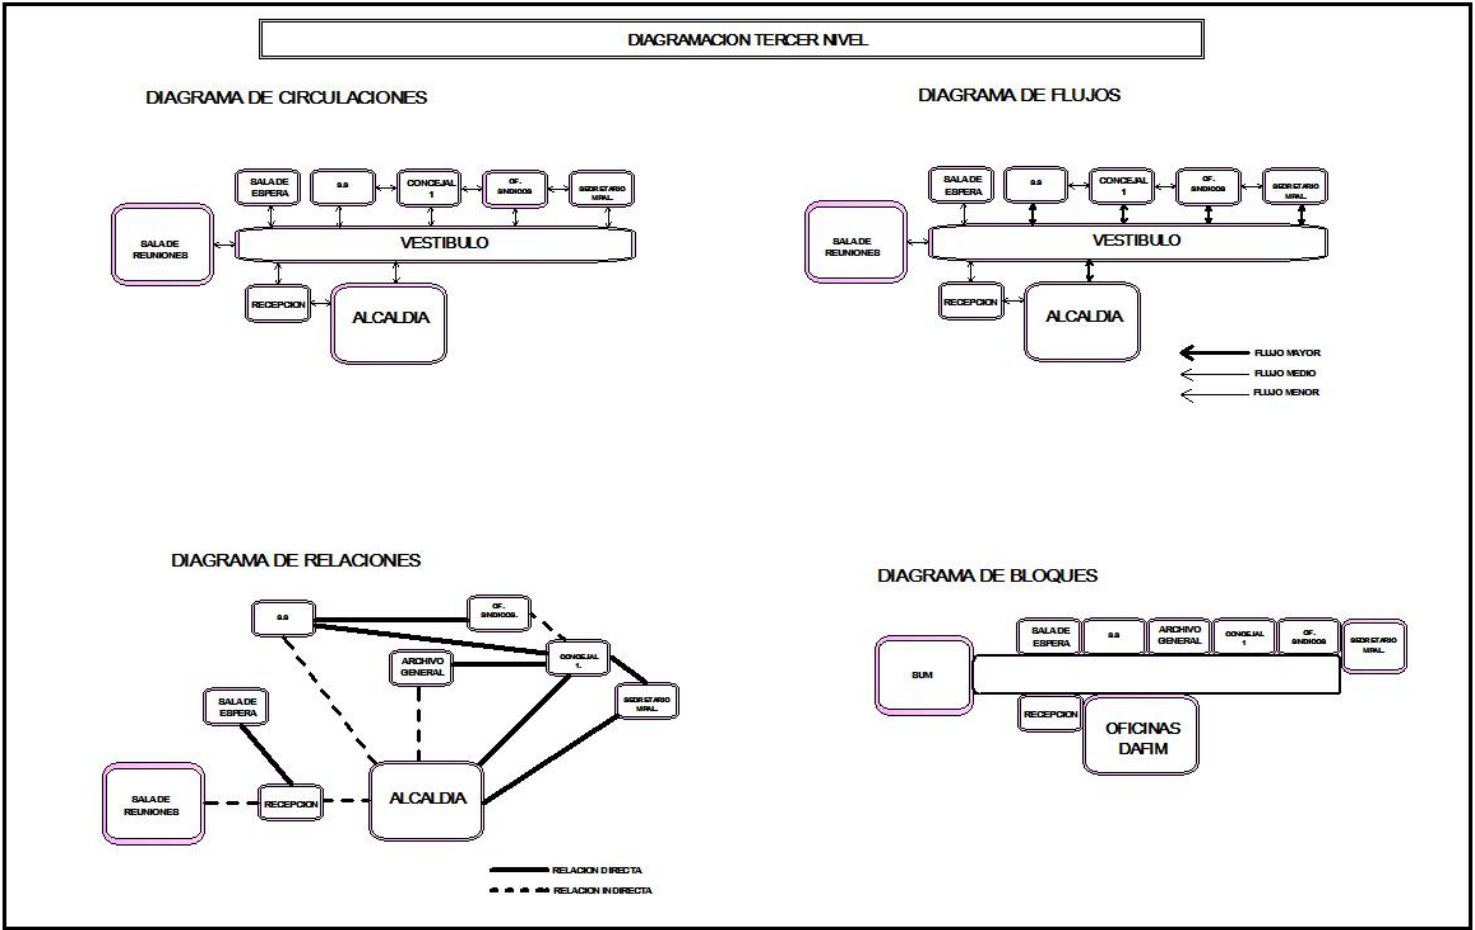 DIAGRAMACION TERCER NIVEL
DIAGRAMA DE CIRCULACIONES
SALA DE
ESPERA
S.S
CONCEJAL
1
OF.
SINDICOS
SECRETARIO
MPAL.
SALA DE
REUNIONES
VESTIBULO
RECEPCION
ALCALDIA
DIAGRAMA DE FLUJOS
SALA DE
ESPERA
S.S
CONCEJAL
1
OF.
SINDICOS
SECRETARIO
MPAL.
SALA DE
REUNIONES
VESTIBULO
RECEPCION
ALCALDIA
FLUJO MAYOR
FLUJO MEDIO
FLUJO MENOR
DIAGRAMA DE RELACIONES
S.S
OF.
SINDICOS.
ARCHIVO
GENERAL
CONCEJAL
1.
SECRETARIO
MPAL.
SALA DE
ESPERA
SALA DE
REUNIONES
RECEPCION
ALCALDIA
RELACION DIRECTA
RELACION INDIRECTA
DIAGRAMA DE BLOQUES
SALA DE
ESPERA
S.S
ARCHIVO
GENERAL
CONCEJAL
1
OF.
SINDICOS
SECRETARIO
MPAL.
SUM
RECEPCION
OFICINAS
DAFIM